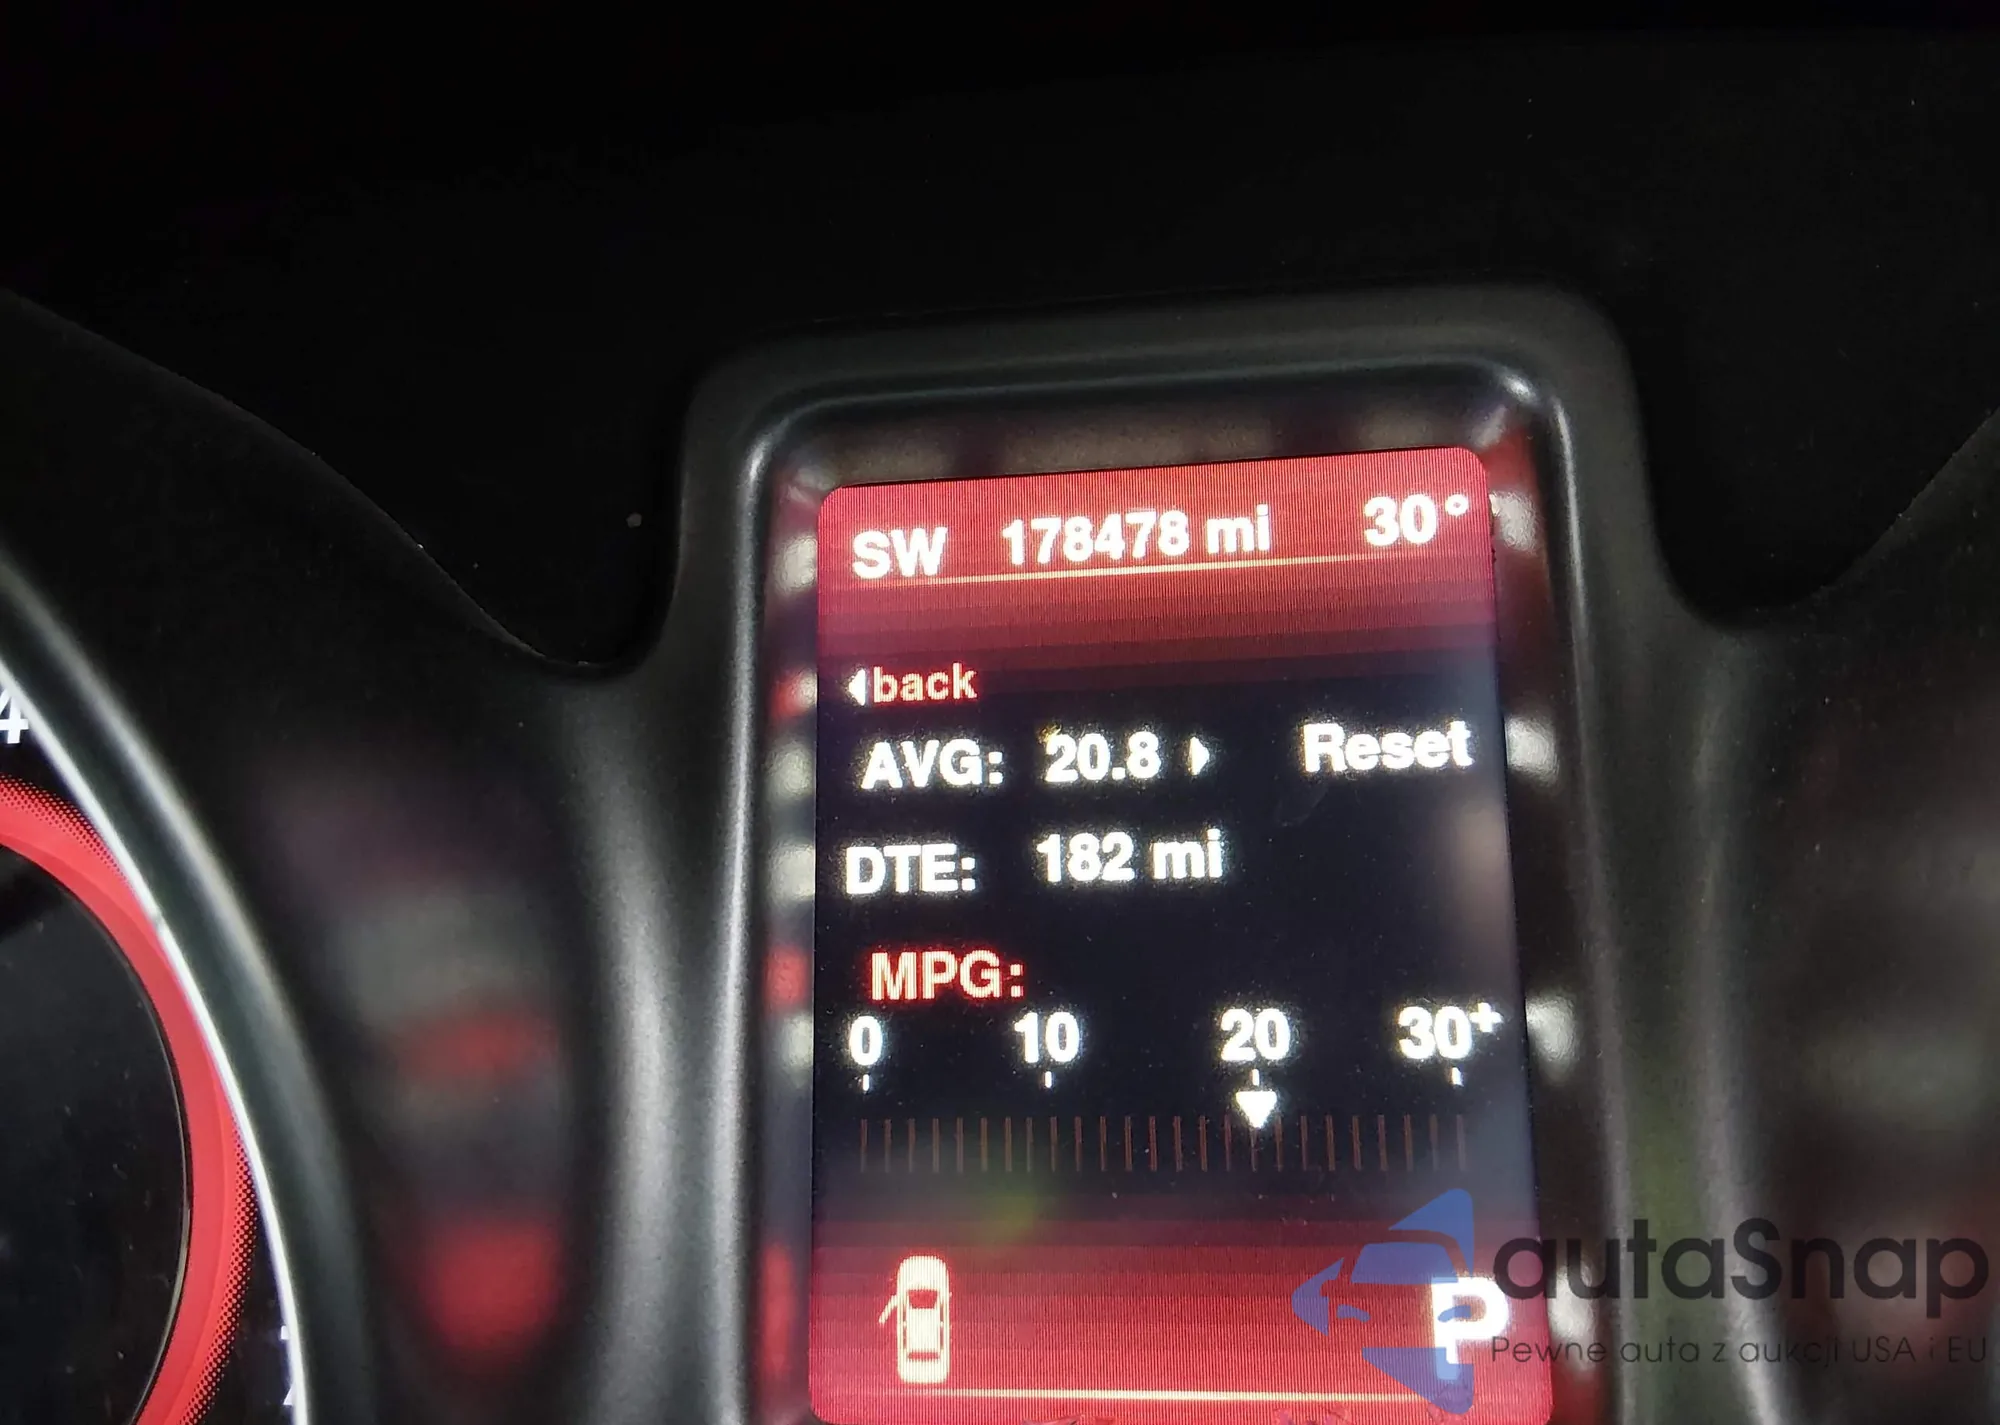 SW 178478 mi 30°
back
AVG: 20.8 Reset
DTE: 182 mi
MPG:
0 10 20 30+
P
4
autaSnap
Pewne auta z aukcji USA i EU